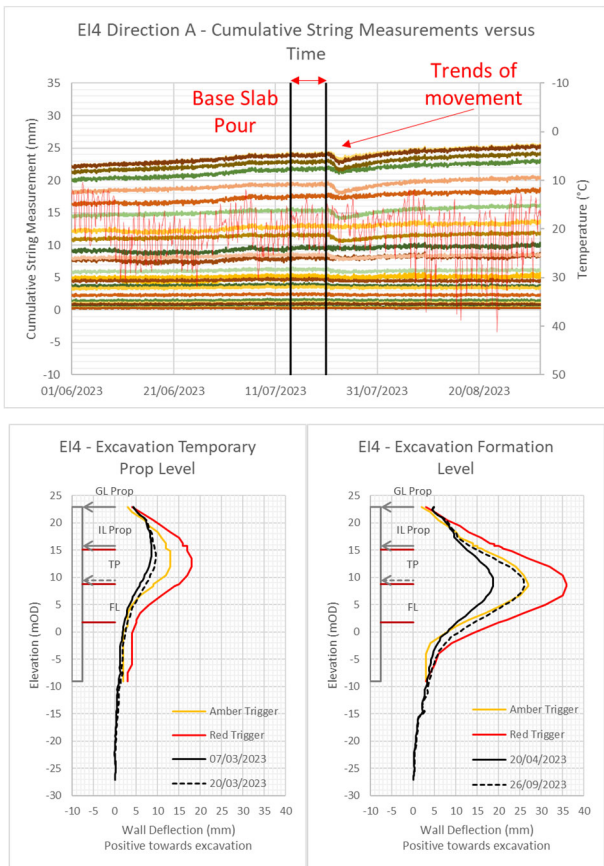 EI4 Direction A - Cumulative String Measurements versus
Time
Base Slab
Pour
Trends of
movement
Cumulative String Measurement (mm)
35
30
25
20
15
10
5
0
-5
-10
-10
0
10
20
30
40
50
Temperature (°C)
01/06/2023 21/06/2023 11/07/2023 31/07/2023 20/08/2023
EI4 - Excavation Temporary
Prop Level
Elevation (mOD)
25
20
15
10
5
0
-5
-10
-15
-20
-25
-30
GL Prop
IL Prop
TP
FL
Amber Trigger
Red Trigger
07/03/2023
20/03/2023
-10 -5 0 5 10 15 20 25 30 35 40
Wall Deflection (mm)
Positive towards excavation
EI4 - Excavation Formation
Level
Elevation (mOD)
25
20
15
10
5
0
-5
-10
-15
-20
-25
-30
GL Prop
IL Prop
TP
FL
Amber Trigger
Red Trigger
20/04/2023
26/09/2023
-10 -5 0 5 10 15 20 25 30 35 40
Wall Deflection (mm)
Positive towards excavation